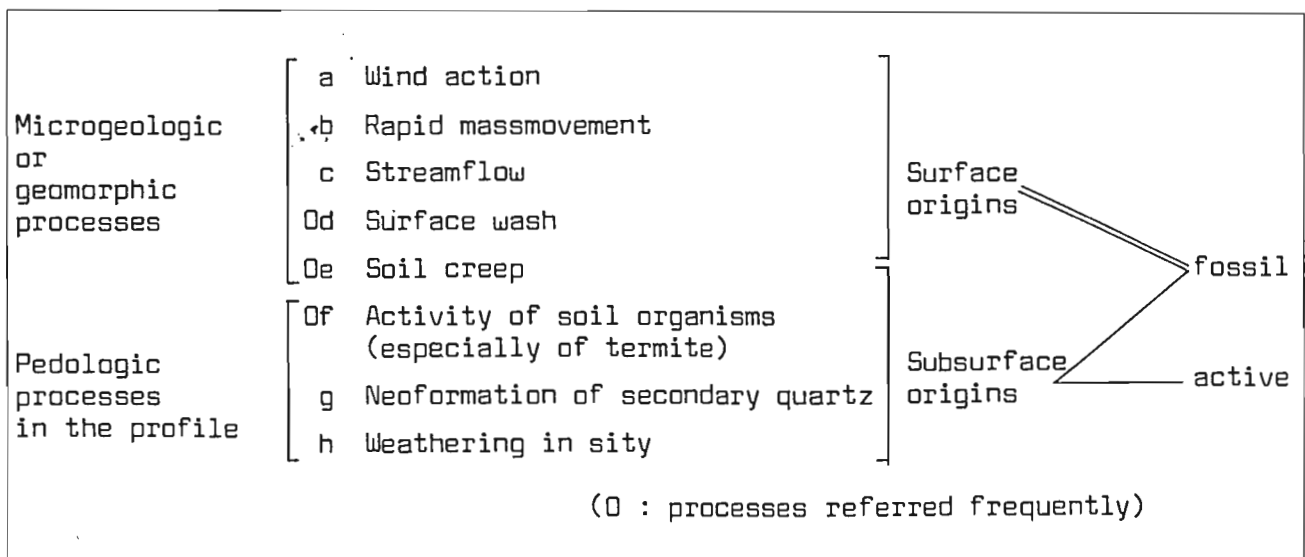 Microgeologic
or
geomorphic
processes
a Wind action
b Rapid massmovement
c Streamflow
Od Surface wash
Oe Soil creep
Surface
origins
Pedologic
processes
in the profile
Of Activity of soil organisms
(especially of termite)
g Neoformation of secondary quartz
h Weathering in sity
Subsurface
origins
fossil
active
(O : processes referred frequently)